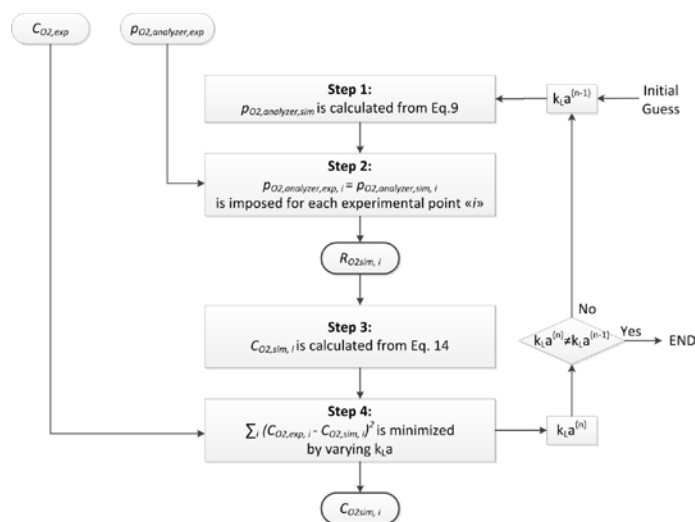 C_O2,exp
p_O2,analyzer,exp
Step 1:
p_O2,analyzer,sim is calculated from Eq.9
k_La^(n-1)
Initial
Guess
Step 2:
p_O2,analyzer,exp, i = p_O2,analyzer,sim, i
is imposed for each experimental point «i»
R_O2sim, i
No
Step 3:
C_O2,sim, i is calculated from Eq. 14
k_La^(n)≠k_La^(n-1)
Yes
END
Step 4:
∑_i (C_O2,exp, i - C_O2,sim, i)^2 is minimized
by varying k_La
k_La^(n)
C_O2sim, i